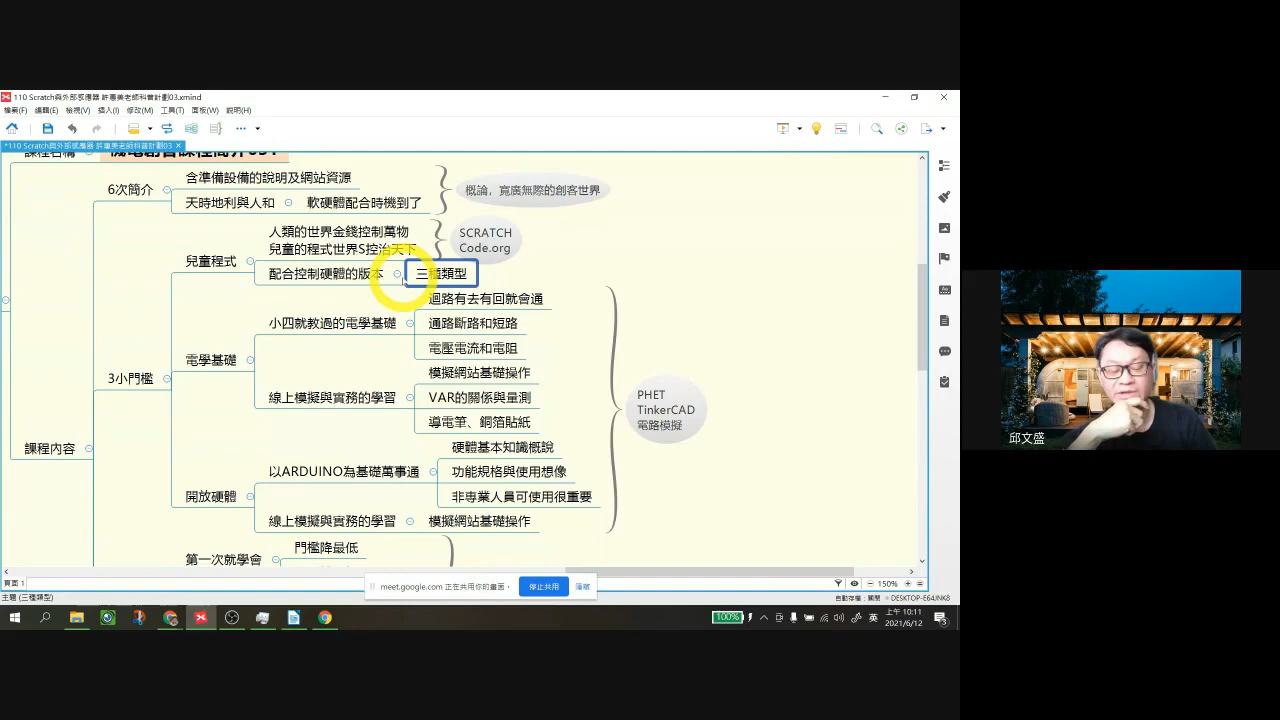 110 Scratch與外部感應器 許惠美老師科普計劃03.xmind
檔案(F) 編輯(E) 檢視(V) 插入(I) 修改(M) 工具(T) 面板(W) 說明(H)
*110 Scratch與外部感應器 許惠美老師科普計劃03
課程名稱
6次簡介
含準備設備的說明及網站資源
天時地利與人和
軟硬體配合時機到了
概論，寬廣無際的創客世界
兒童程式
人類的世界金錢控制萬物
兒童的程式世界S控治天下
配合控制硬體的版本
三種類型
SCRATCH
Code.org
課程內容
3小門檻
電學基礎
小四就教過的電學基礎
迴路有去有回就會通
通路斷路和短路
電壓電流和電阻
線上模擬與實務的學習
模擬網站基礎操作
VAR的關係與量測
導電筆、銅箔貼紙
PHET
TinkerCAD
電路模擬
開放硬體
以ARDUINO為基礎萬事通
硬體基本知識概說
功能規格與使用想像
非專業人員可使用很重要
線上模擬與實務的學習
模擬網站基礎操作
第一次就學會
門檻降最低
頁面 1
meet.google.com 正在共用你的畫面。
停止共用
隱藏
150%
主題 (三種類型)
自動存檔：關閉
DESKTOP-E64JNK8
100%
英
上午 10:11
2021/6/12
3
邱文盛